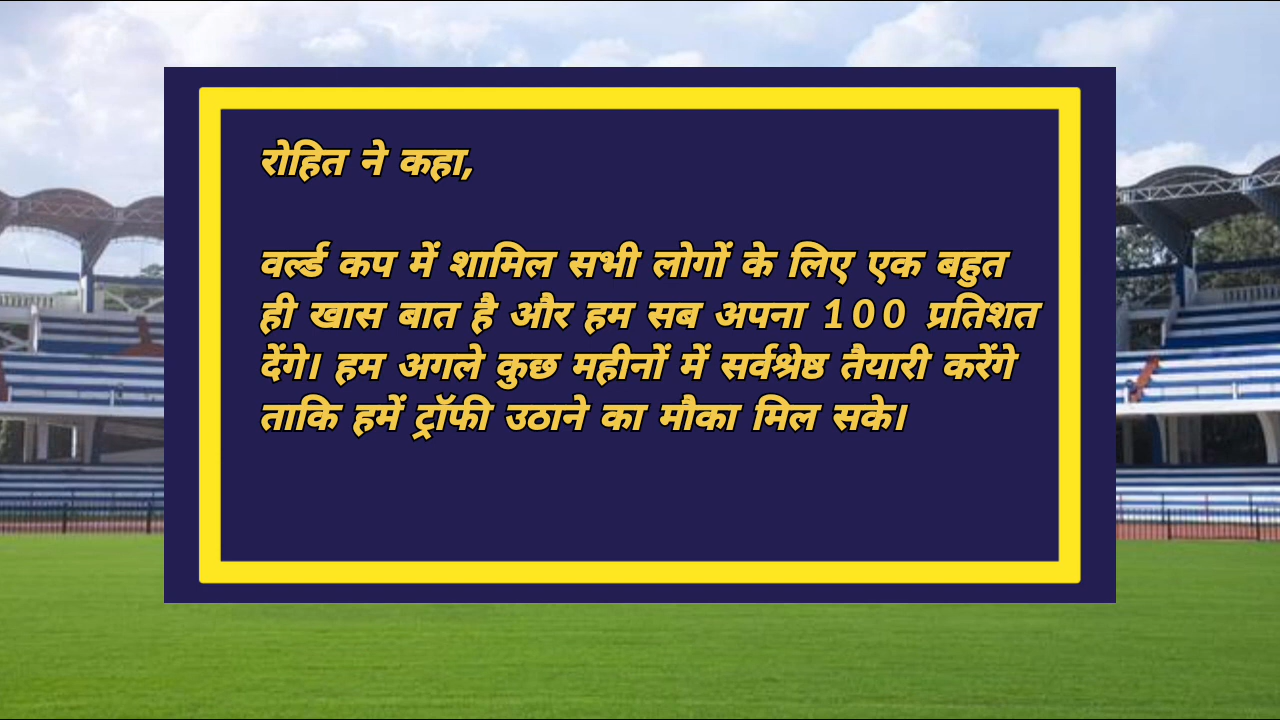 रोहित ने कहा,
वर्ल्ड कप में शामिल सभी लोगों के लिए एक बहुत
ही खास बात है और हम सब अपना 100 प्रतिशत
देंगे। हम अगले कुछ महीनों में सर्वश्रेष्ठ तैयारी करेंगे
ताकि हमें ट्रॉफी उठाने का मौका मिल सके।